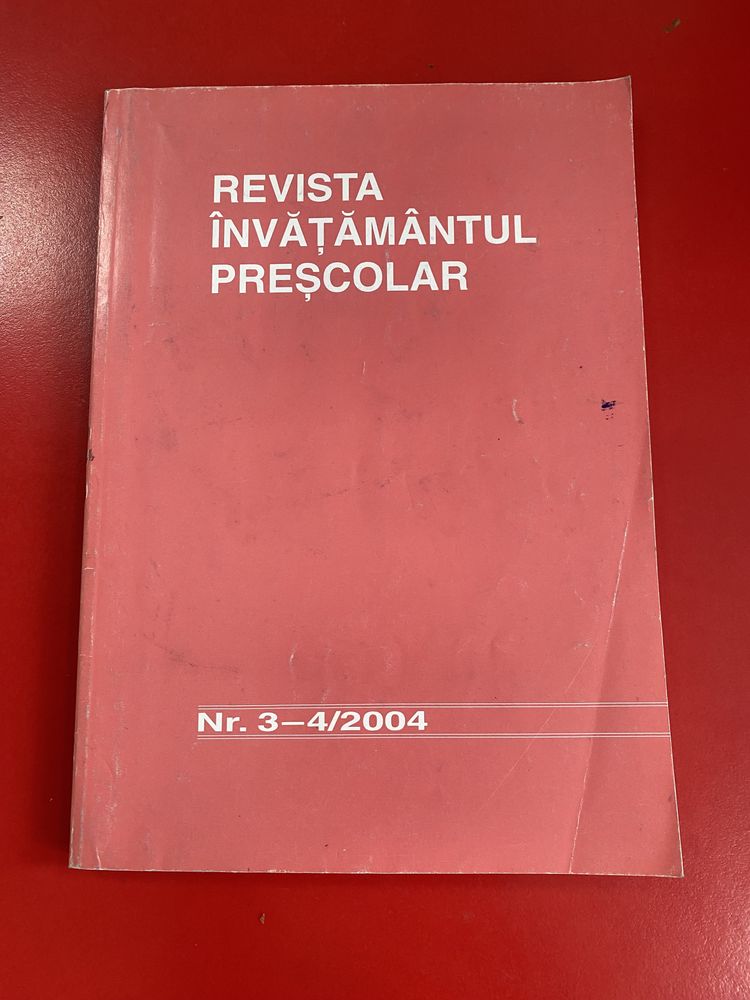 REVISTA
ÎNVĂȚĂMÂNTUL
PREȘCOLAR
Nr. 3–4/2004